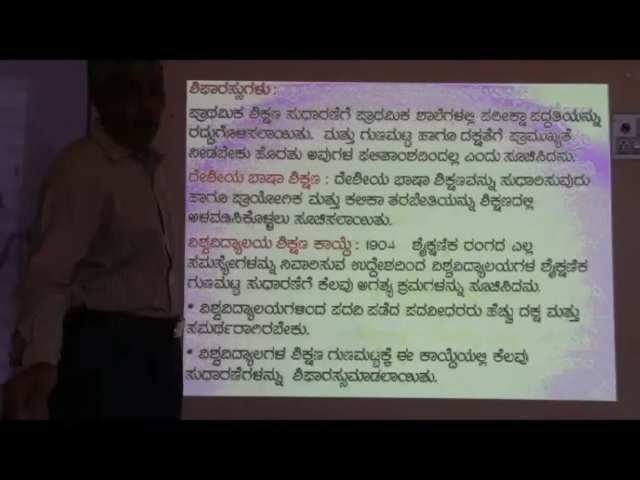 ಶಿಫಾರಸ್ಸುಗಳು :
ಪ್ರಾಥಮಿಕ ಶಿಕ್ಷಣ ಸುಧಾರಣೆಗೆ ಪ್ರಾಥಮಿಕ ಶಾಲೆಗಳಲ್ಲಿ ಪರೀಕ್ಷಾ ಪದ್ಧತಿಯನ್ನು
ರದ್ದುಗೊಳಿಸಲಾಯಿತು. ಮತ್ತು ಗುಣಮಟ್ಟ ಹಾಗೂ ದಕ್ಷತೆಗೆ ಪ್ರಾಮುಖ್ಯತೆ
ನೀಡಬೇಕು ಹೊರತು ಅವುಗಳ ಫಲಿತಾಂಶದಿಂದಲ್ಲ ಎಂದು ಸೂಚಿಸಿದನು.
ದೇಶೀಯ ಭಾಷಾ ಶಿಕ್ಷಣ : ದೇಶೀಯ ಭಾಷಾ ಶಿಕ್ಷಣವನ್ನು ಸುಧಾರಿಸುವುದು
ಹಾಗೂ ಪ್ರಾಯೋಗಿಕ ಮತ್ತು ಕಲಿಕಾ ತರಬೇತಿಯನ್ನು ಶಿಕ್ಷಣದಲ್ಲಿ
ಅಳವಡಿಸಿಕೊಳ್ಳಲು ಸೂಚಿಸಲಾಯಿತು.
ವಿಶ್ವವಿದ್ಯಾಲಯ ಶಿಕ್ಷಣ ಕಾಯ್ದೆ : 1904 ಶೈಕ್ಷಣಿಕ ರಂಗದ ಎಲ್ಲ
ಸಮಸ್ಯೇಗಳನ್ನು ನಿವಾರಿಸುವ ಉದ್ದೇಶದಿಂದ ವಿಶ್ವವಿದ್ಯಾಲಯಗಳ ಶೈಕ್ಷಣಿಕ
ಗುಣಮಟ್ಟ ಸುಧಾರಣೆಗೆ ಕೆಲವು ಅಗತ್ಯ ಕ್ರಮಗಳನ್ನು ಸೂಚಿಸಿದನು.
* ವಿಶ್ವವಿದ್ಯಾಲಯಗಳಿಂದ ಪದವಿ ಪಡೆದ ಪದವೀದರರು ಹೆಚ್ಚು ದಕ್ಷ ಮತ್ತು
ಸಮರ್ಥರಾಗಿರಬೇಕು.
* ವಿಶ್ವವಿದ್ಯಾಲಗಳ ಶಿಕ್ಷಣ ಗುಣಮಟ್ಟಕ್ಕೆ ಈ ಕಾಯ್ದೆಯಲ್ಲಿ ಕೆಲವು
ಸುದಾರಣೆಗಳನ್ನು ಶಿಫಾರಸ್ಸುಮಾಡಲಾಯಿತು.